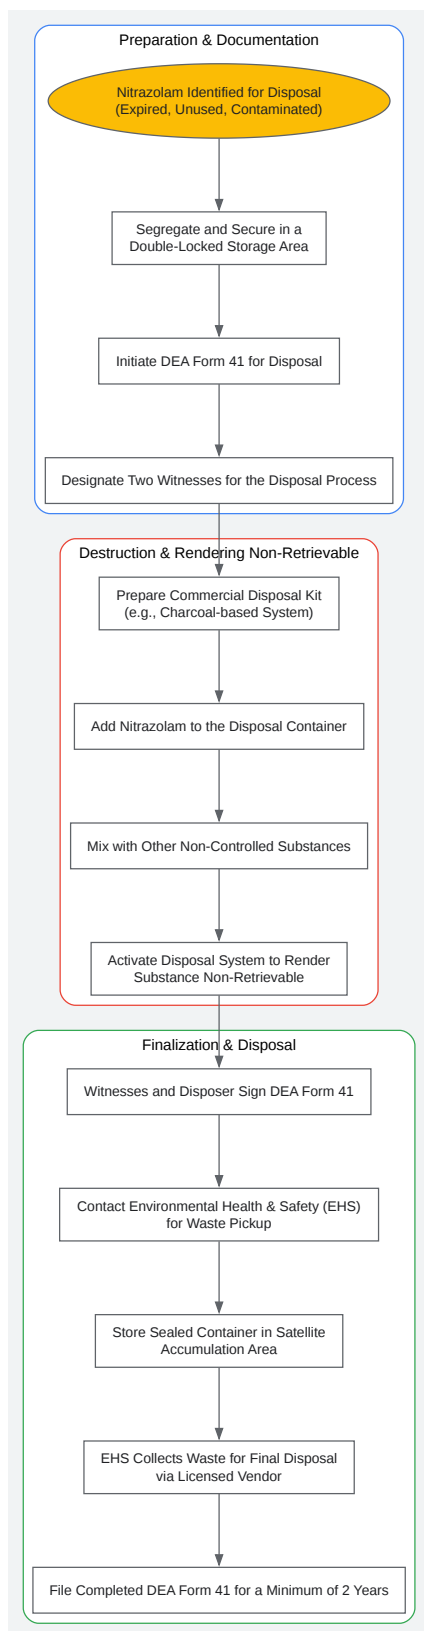 Preparation & Documentation
Nitrazolam Identified for Disposal
(Expired, Unused, Contaminated)
Segregate and Secure in a
Double-Locked Storage Area
Initiate DEA Form 41 for Disposal
Designate Two Witnesses for the Disposal Process
Destruction & Rendering Non-Retrievable
Prepare Commercial Disposal Kit
(e.g., Charcoal-based System)
Add Nitrazolam to the Disposal Container
Mix with Other Non-Controlled Substances
Activate Disposal System to Render
Substance Non-Retrievable
Finalization & Disposal
Witnesses and Disposer Sign DEA Form 41
Contact Environmental Health & Safety (EHS)
for Waste Pickup
Store Sealed Container in Satellite
Accumulation Area
EHS Collects Waste for Final Disposal
via Licensed Vendor
File Completed DEA Form 41 for a Minimum of 2 Years